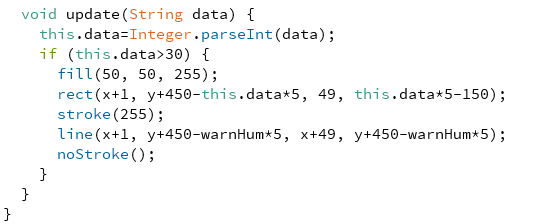 void update(String data) {
this.data=Integer.parseInt(data);
if (this.data>30) {
fill(50, 50, 255);
rect(x+1, y+450-this.data*5, 49, this.data*5-150);
stroke(255);
line(x+1, y+450-warnHum*5, x+49, y+450-warnHum*5);
noStroke();
}
}
}